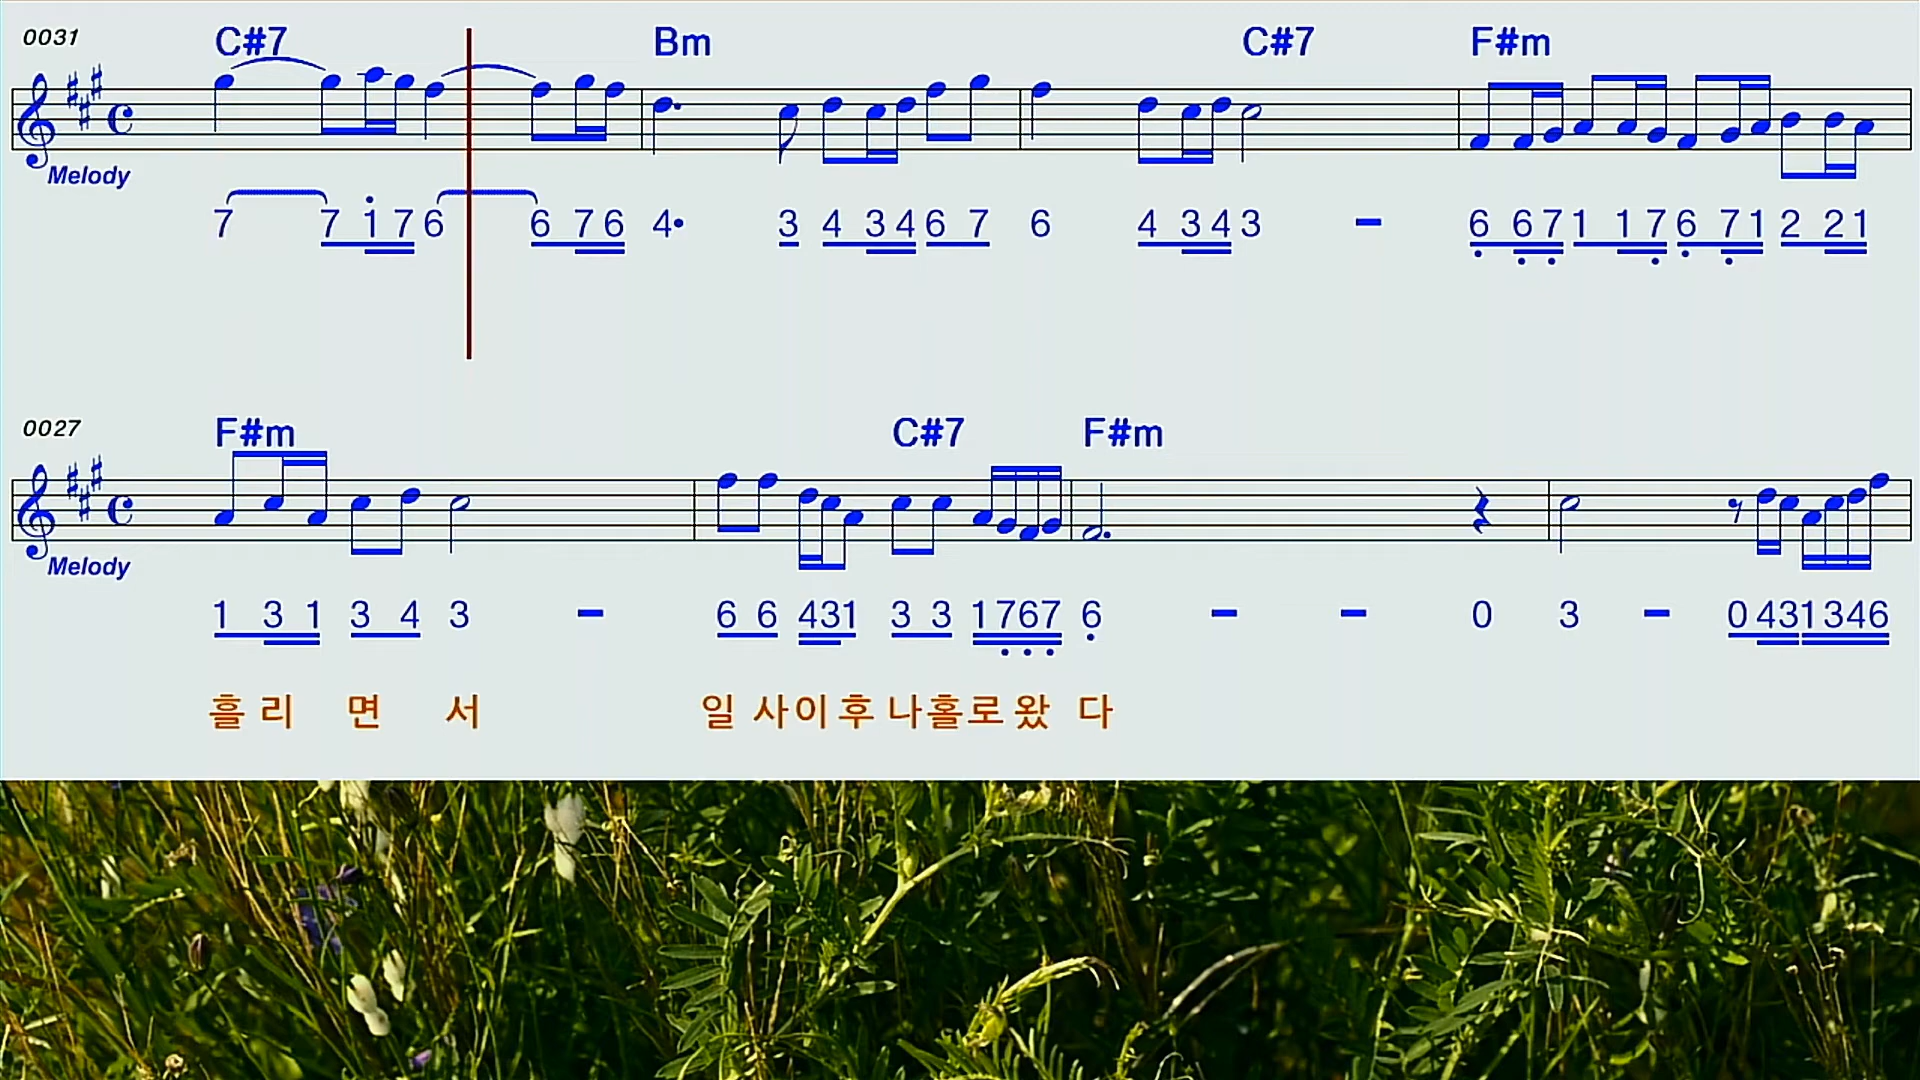 0031 C#7 Bm C#7 F#m
Melody
7 7 1 7 6 6 7 6 4• 3 4 3 4 6 7 6 4 3 4 3 - 6 6 7 1 1 7 6 7 1 2 2 1
0027 F#m C#7 F#m
Melody
1 3 1 3 4 3 - 6 6 4 3 1 3 3 1 7 6 7 6 - - 0 3 - 0 4 3 1 3 4 6
흘리 면 서 일 사이 후 나홀로 왔 다